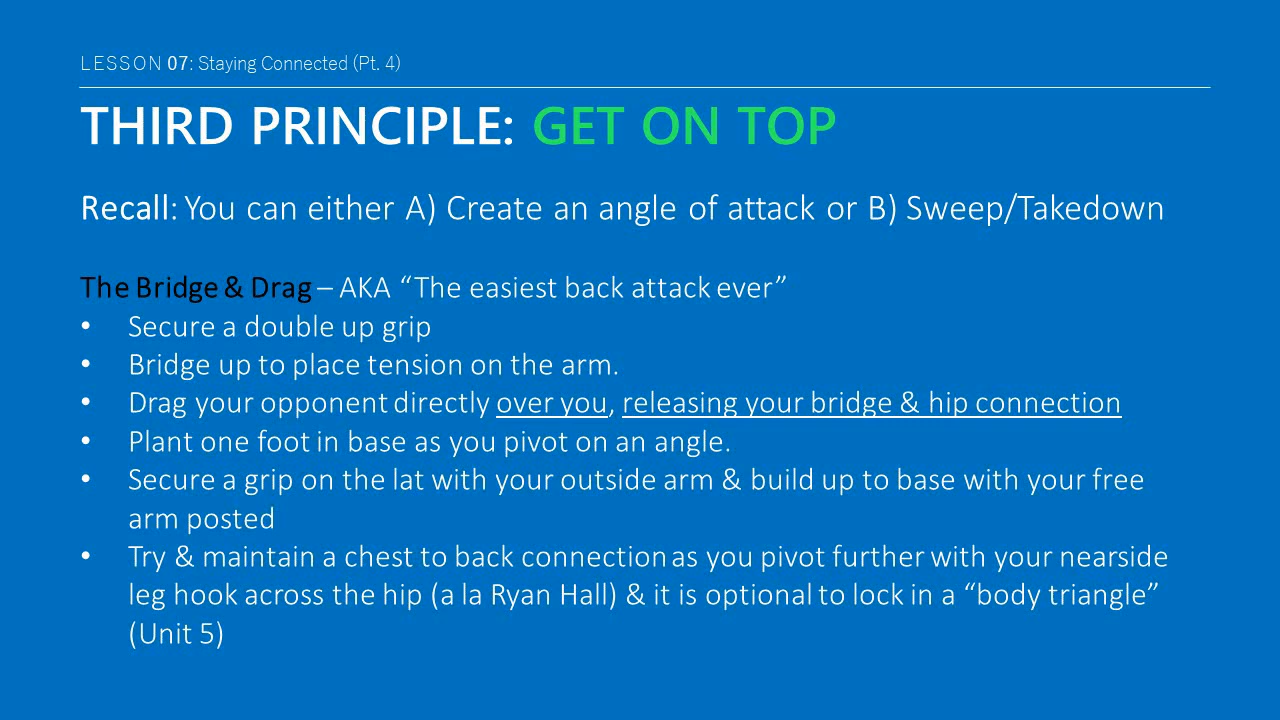 LESSON 07: Staying Connected (Pt. 4)
THIRD PRINCIPLE: GET ON TOP
Recall: You can either A) Create an angle of attack or B) Sweep/Takedown
The Bridge & Drag – AKA “The easiest back attack ever”
• Secure a double up grip
• Bridge up to place tension on the arm.
• Drag your opponent directly over you, releasing your bridge & hip connection
• Plant one foot in base as you pivot on an angle.
• Secure a grip on the lat with your outside arm & build up to base with your free
arm posted
• Try & maintain a chest to back connection as you pivot further with your nearside
leg hook across the hip (a la Ryan Hall) & it is optional to lock in a “body triangle”
(Unit 5)